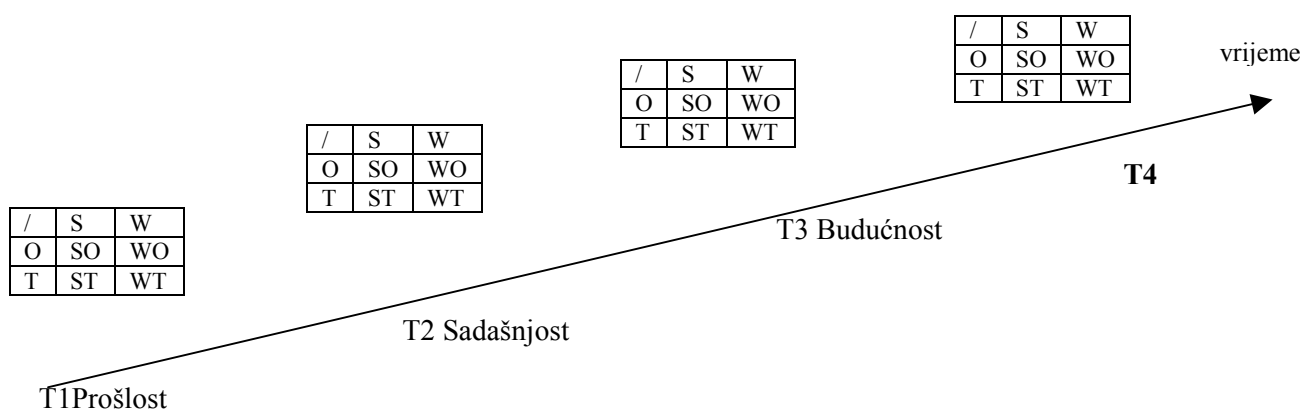 / S W
O SO WO
T ST WT
vrijeme
/ S W
O SO WO
T ST WT
/ S W
O SO WO
T ST WT
/ S W
O SO WO
T ST WT
T4
T3 Budućnost
T2 Sadašnjost
T1Prošlost